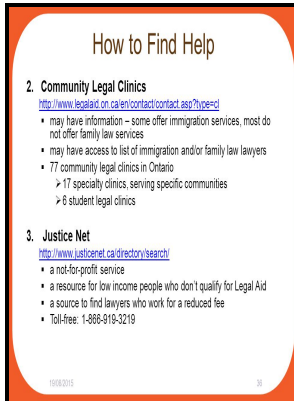 How to Find Help
2. Community Legal Clinics
http://www.legalaid.on.ca/en/contact/contact.asp?type=cl
▪ may have information – some offer immigration services, most do
not offer family law services
▪ may have access to list of immigration and/or family law lawyers
▪ 77 community legal clinics in Ontario
➢17 specialty clinics, serving specific communities
➢6 student legal clinics
3. Justice Net
http://www.justicenet.ca/directory/search/
▪ a not-for-profit service
▪ a resource for low income people who don't qualify for Legal Aid
▪ a source to find lawyers who work for a reduced fee
▪ Toll-free: 1-866-919-3219
19/06/2015 36